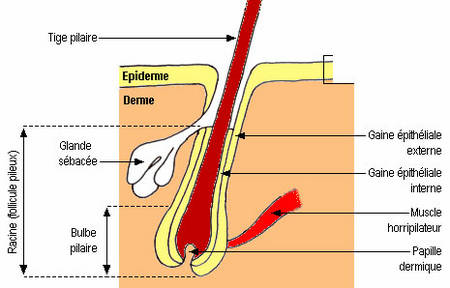 Tige pilaire
Epiderme
Derme
Racine (follicule pileux)
Glande
sébacée
Bulbe
pilaire
Gaine épithéliale
externe
Gaine épithéliale
interne
Muscle
horripilateur
Papille
dermique